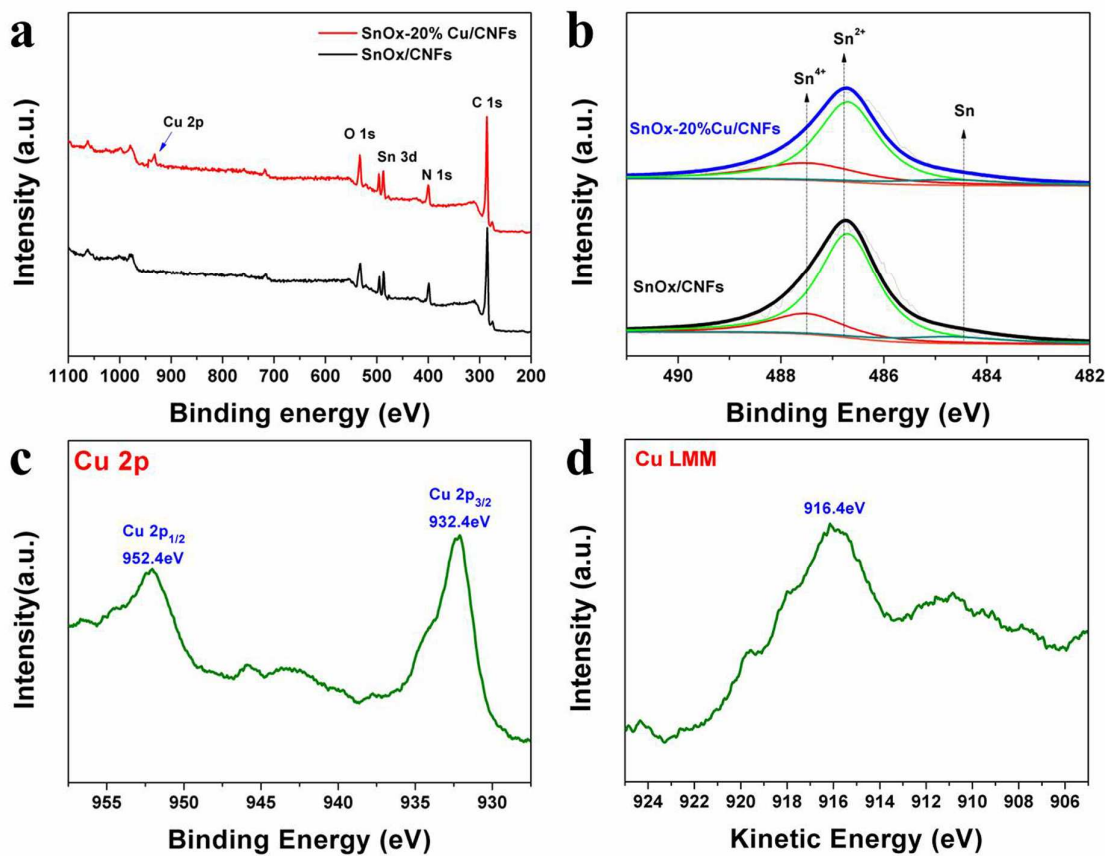 a
SnOx-20% Cu/CNFs
SnOx/CNFs
C 1s
Cu 2p
O 1s
Sn 3d
N 1s
Intensity (a.u.)
1100 1000 900 800 700 600 500 400 300 200
Binding energy (eV)
b
Sn²⁺
Sn⁴⁺
Sn
SnOx-20%Cu/CNFs
SnOx/CNFs
Intensity (a.u.)
490 488 486 484 482
Binding Energy (eV)
c
Cu 2p
Cu 2p₃/₂
932.4eV
Cu 2p₁/₂
952.4eV
Intensity(a.u.)
955 950 945 940 935 930
Binding Energy (eV)
d
Cu LMM
916.4eV
Intensity (a.u.)
924 922 920 918 916 914 912 910 908 906
Kinetic Energy (eV)